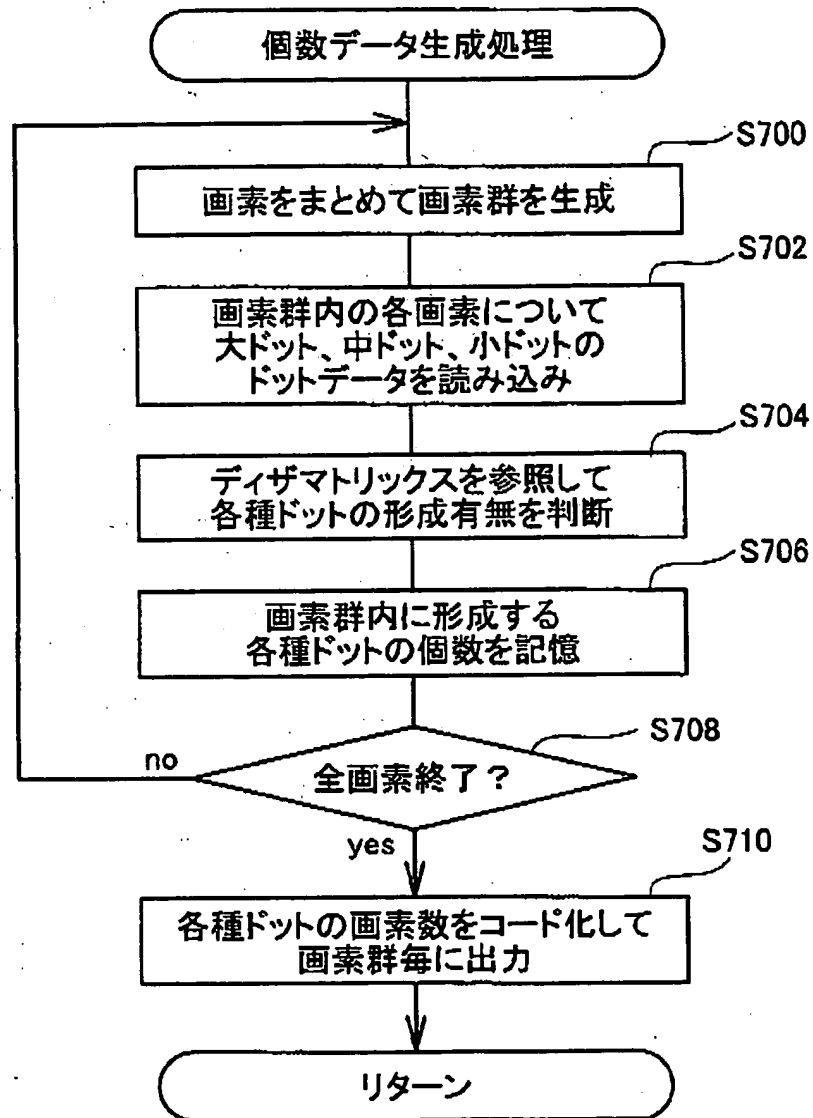 個数データ生成処理
S700
画素をまとめて画素群を生成
S702
画素群内の各画素について
大ドット、中ドット、小ドットの
ドットデータを読み込み
S704
ディザマトリックスを参照して
各種ドットの形成有無を判断
S706
画素群内に形成する
各種ドットの個数を記憶
S708
no
全画素終了？
yes
S710
各種ドットの画素数をコード化して
画素群毎に出力
リターン